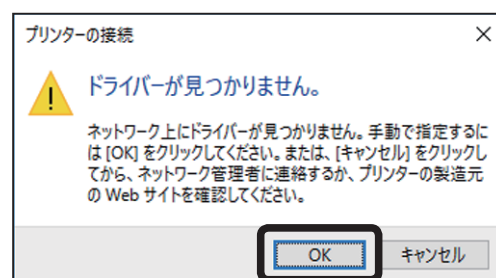 プリンターの接続
ドライバーが見つかりません。
ネットワーク上にドライバーが見つかりません。手動で指定するに
は [OK] をクリックしてください。または、[キャンセル] をクリックし
てから、ネットワーク管理者に連絡するか、プリンターの製造元
の Web サイトを確認してください。
OK キャンセル